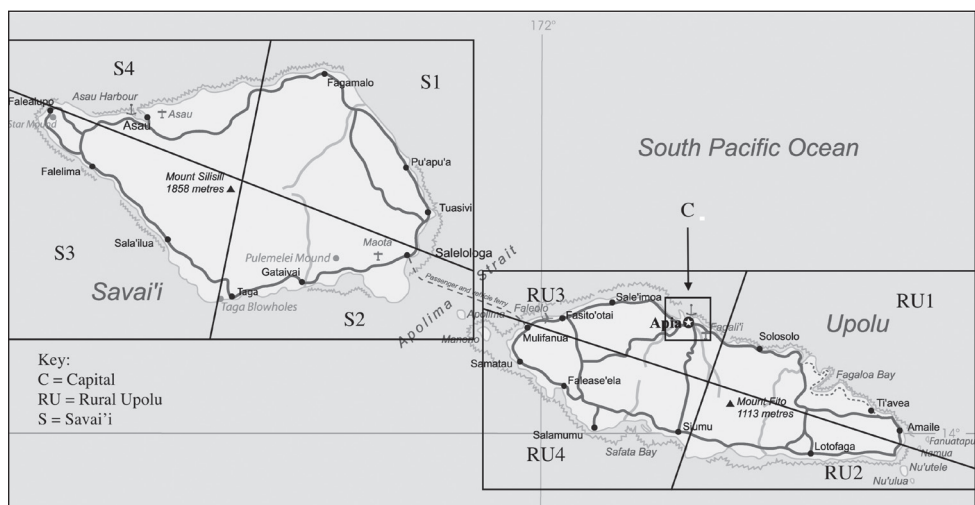 172°
S4
S1
Fagamalo
Asau Harbour
Falealupo
Asau
Star Mound
Asau
South Pacific Ocean
Pu'apu'a
Falelima
Mount Silisili
1858 metres
Tuasivi
C
Sala'ilua
Maota
Salelologa
S3
Pulemelei Mound
Gataivai
Savai'i
Taga
Taga Blowholes
S2
Apolima Strait
Passenger and vehicle ferry
RU3
Sale'imoa
RU1
Faleolo
Apolima
Fasito'otai
Apia
Fagali'i
Upolu
Manono
Mulifanua
Solosolo
Key:
C = Capital
RU = Rural Upolu
S = Savai'i
Samatau
Fagaloa Bay
Falease'ela
Mount Fito
1113 metres
Ti'avea
Amaile
14°
Salamumu
Siumu
Fanuatapu
Lotofaga
Namua
RU4
Safata Bay
RU2
Nu'utele
Nu'ulua